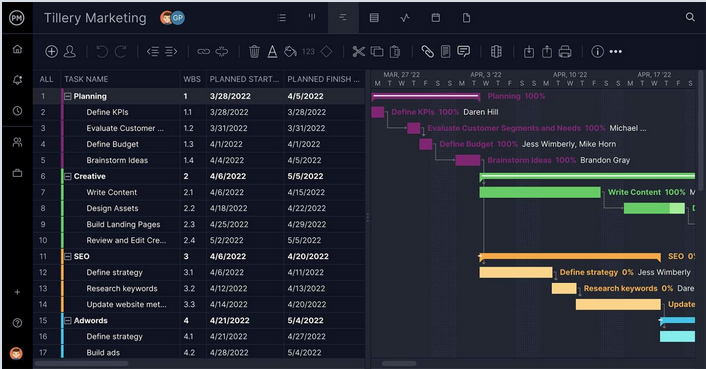 PM
Tillery Marketing
GP
123
ALL TASK NAME WBS PLANNED START... PLANNED FINISH ...
MAR, 27 '22 APR, 3 '22 APR, 10 '22 APR, 17 '22
M T W T F S S M T W T F S S M T W T F S S M T W T F S
1 Planning 1 3/28/2022 4/5/2022
Planning 100%
2 Define KPIs 1.1 3/28/2022 3/28/2022
Define KPIs 100% Daren Hill
3 Evaluate Customer ... 1.2 3/31/2022 3/31/2022
Evaluate Customer Segments and Needs 100% Michael ...
4 Define Budget 1.3 4/1/2022 4/1/2022
Define Budget 100% Jess Wimberly, Mike Horn
5 Brainstorm Ideas 1.4 4/4/2022 4/5/2022
Brainstorm Ideas 100% Brandon Gray
6 Creative 2 4/6/2022 5/5/2022
7 Write Content 2.1 4/6/2022 4/15/2022
Write Content 100% M
8 Design Assets 2.2 4/18/2022 4/22/2022
9 Build Landing Pages 2.3 4/25/2022 4/29/2022
10 Review and Edit Cre... 2.4 5/2/2022 5/5/2022
11 SEO 3 4/6/2022 4/20/2022
SEO 0%
12 Define strategy 3.1 4/6/2022 4/11/2022
Define strategy 0% Jess Wimberly
13 Research keywords 3.2 4/12/2022 4/13/2022
Research keywords 0% Dare
14 Update website met... 3.3 4/14/2022 4/20/2022
Update
15 Adwords 4 4/21/2022 5/4/2022
16 Define strategy 4.1 4/21/2022 4/27/2022
17 Build ads 4.2 4/28/2022 5/4/2022